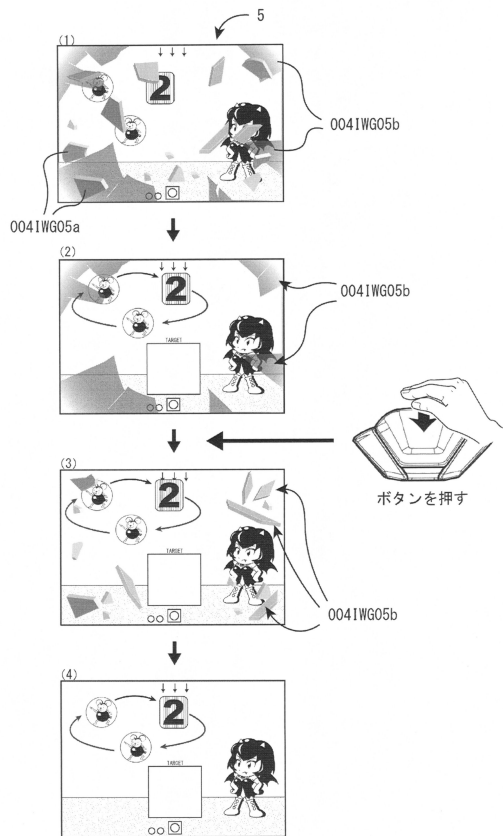 5
(1)
2
004IWG05b
004IWG05a
(2)
2
004IWG05b
TARGET
ボタンを押す
(3)
2
TARGET
004IWG05b
(4)
2
TARGET